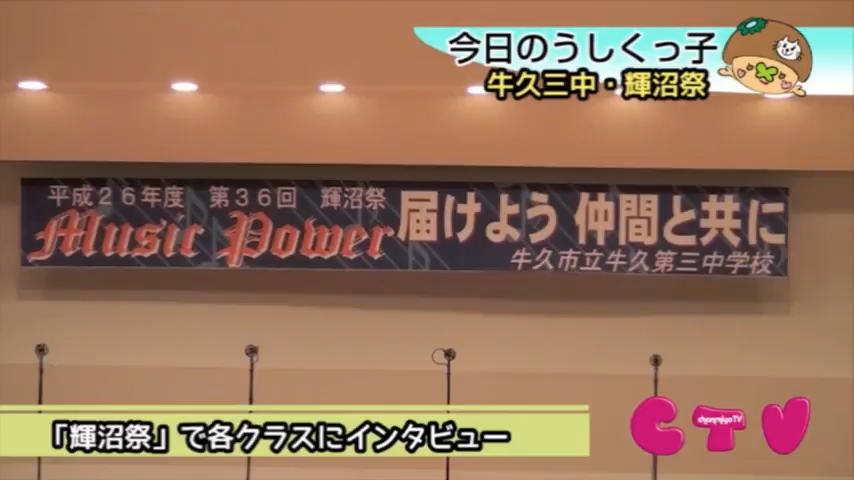 今日のうしくっ子
牛久三中・輝沼祭
平成２６年度 第３６回 輝沼祭
Music Power 届けよう 仲間と共に
牛久市立牛久第三中学校
「輝沼祭」で各クラスにインタビュー
CTV
chanmiyo TV